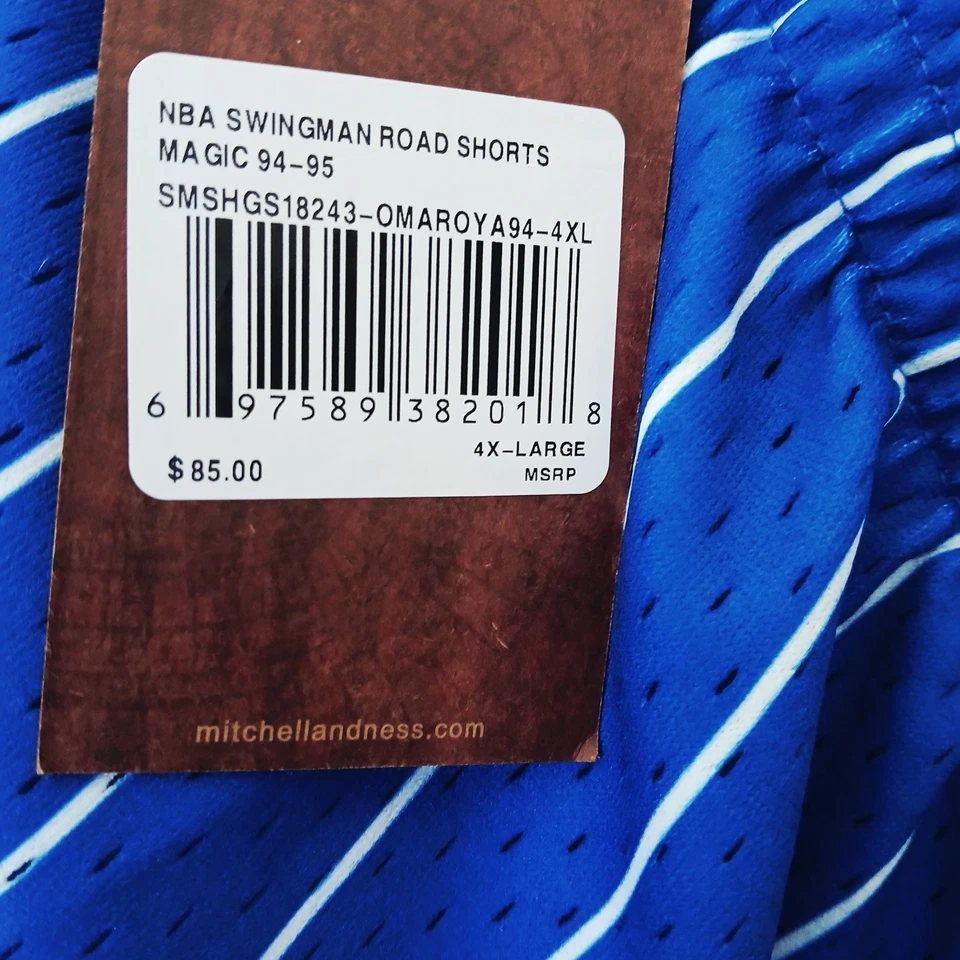 NBA SWINGMAN ROAD SHORTS
MAGIC 94-95
SMSHGS18243-OMAROYA94-4XL
6 97589 38201 8
4X-LARGE
$85.00 MSRP
mitchellandness.com